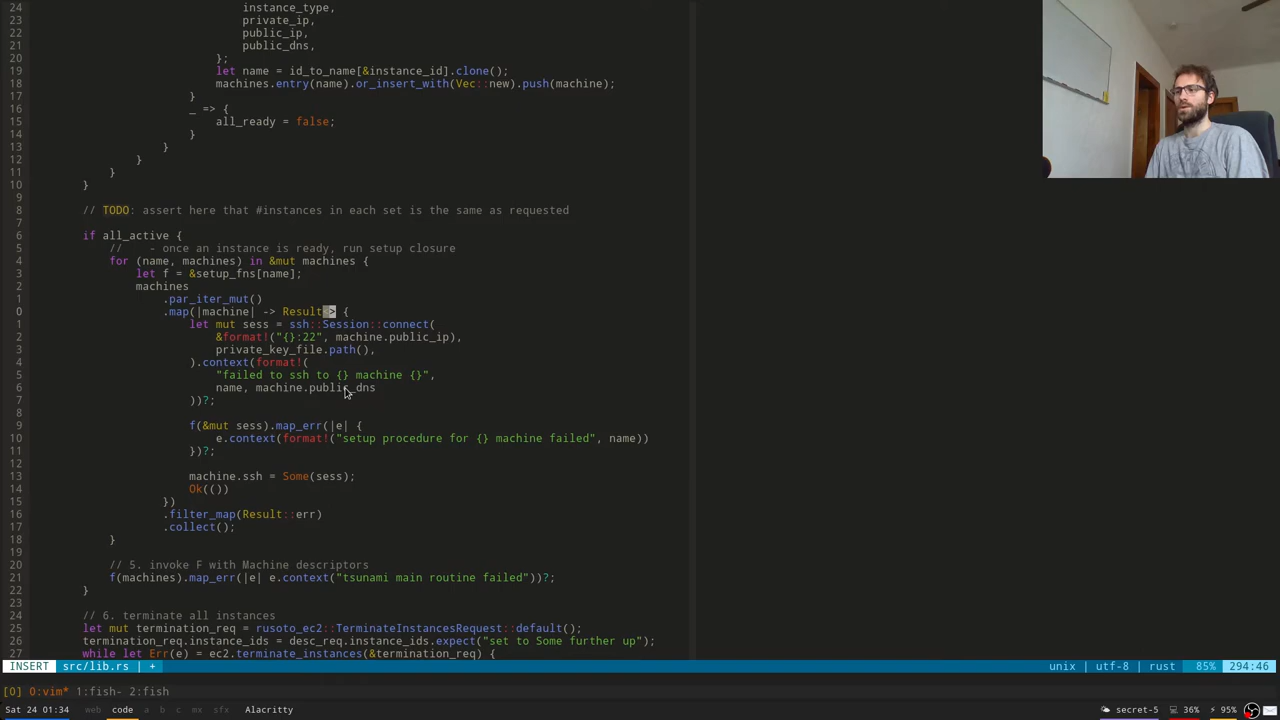 24 instance_type,
23 private_ip,
22 public_ip,
21 public_dns,
20 };
19 let name = id_to_name[&instance_id].clone();
18 machines.entry(name).or_insert_with(Vec::new).push(machine);
17 }
16 _ => {
15 all_ready = false;
14 }
13 }
12 }
11 }
10 }
9
8 // TODO: assert here that #instances in each set is the same as requested
7
6 if all_active {
5 //    - once an instance is ready, run setup closure
4 for (name, machines) in &mut machines {
3 let f = &setup_fns[name];
2 machines
1 .par_iter_mut()
0 .map(|machine| -> Result<> {
1 let mut sess = ssh::Session::connect(
2 &format!("{}:22", machine.public_ip),
3 private_key_file.path(),
4 ).context(format!(
5 "failed to ssh to {} machine {}",
6 name, machine.public_dns
7 ))?;
8
9 f(&mut sess).map_err(|e| {
10 e.context(format!("setup procedure for {} machine failed", name))
11 })?;
12
13 machine.ssh = Some(sess);
14 Ok(())
15 })
16 .filter_map(Result::err)
17 .collect();
18 }
19
20 // 5. invoke F with Machine descriptors
21 f(machines).map_err(|e| e.context("tsunami main routine failed"))?;
22 }
23
24 // 6. terminate all instances
25 let mut termination_req = rusoto_ec2::TerminateInstancesRequest::default();
26 termination_req.instance_ids = desc_req.instance_ids.expect("set to Some further up");
27 while let Err(e) = ec2.terminate_instances(&termination_req) {
INSERT src/lib.rs | + unix | utf-8 | rust 85% 294:46
[0] 0:vim* 1:fish- 2:fish
Sat 24 01:34 web code a b c mx sfx Alacritty secret-5 36% 95%